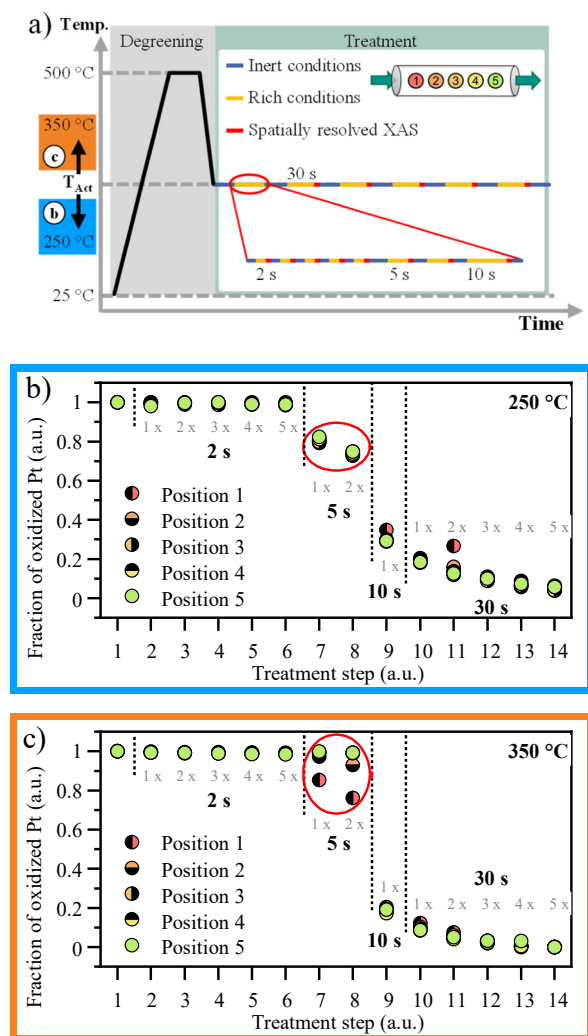 a)
Temp.
Degreening
Treatment
500 °C
Inert conditions
1 2 3 4 5
Rich conditions
350 °C
c
Spatially resolved XAS
T_Act
30 s
b
250 °C
2 s 5 s 10 s
25 °C
Time
b)
250 °C
Fraction of oxidized Pt (a.u.)
1.0
0.8
0.6
0.4
0.2
0
1 x 2 x 3 x 4 x 5 x
2 s
1 x 2 x
5 s
1 x
10 s
1 x 2 x 3 x 4 x 5 x
30 s
Position 1
Position 2
Position 3
Position 4
Position 5
1 2 3 4 5 6 7 8 9 10 11 12 13 14
Treatment step (a.u.)
c)
350 °C
Fraction of oxidized Pt (a.u.)
1.0
0.8
0.6
0.4
0.2
0
1 x 2 x 3 x 4 x 5 x
2 s
1 x 2 x
5 s
1 x
10 s
30 s
1 x 2 x 3 x 4 x 5 x
Position 1
Position 2
Position 3
Position 4
Position 5
1 2 3 4 5 6 7 8 9 10 11 12 13 14
Treatment step (a.u.)